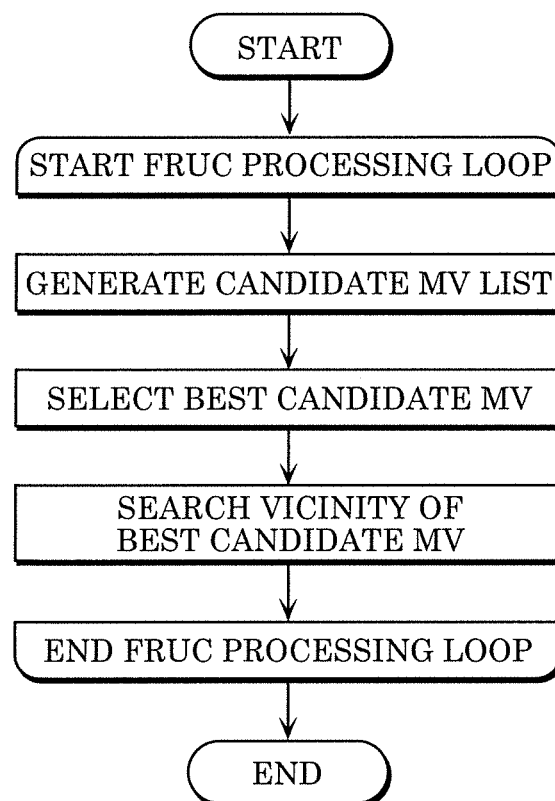 START
START FRUC PROCESSING LOOP
GENERATE CANDIDATE MV LIST
SELECT BEST CANDIDATE MV
SEARCH VICINITY OF
BEST CANDIDATE MV
END FRUC PROCESSING LOOP
END